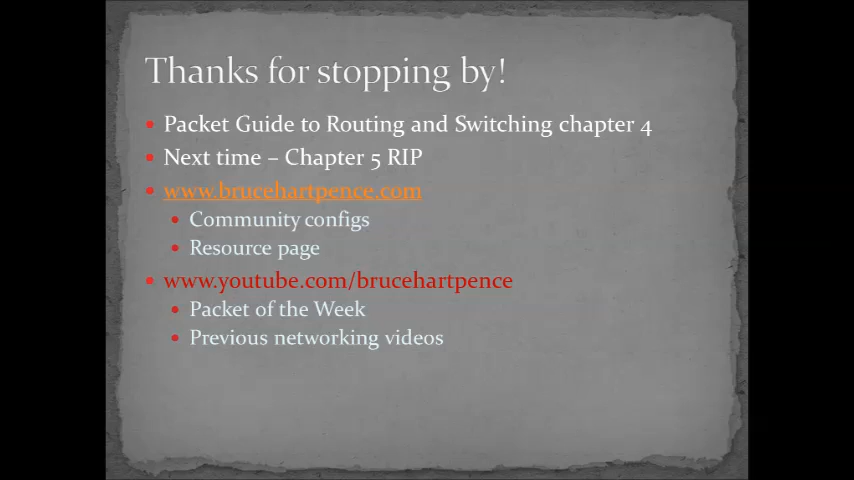 Thanks for stopping by!
Packet Guide to Routing and Switching chapter 4
Next time – Chapter 5 RIP
www.brucehartpence.com
Community configs
Resource page
www.youtube.com/brucehartpence
Packet of the Week
Previous networking videos